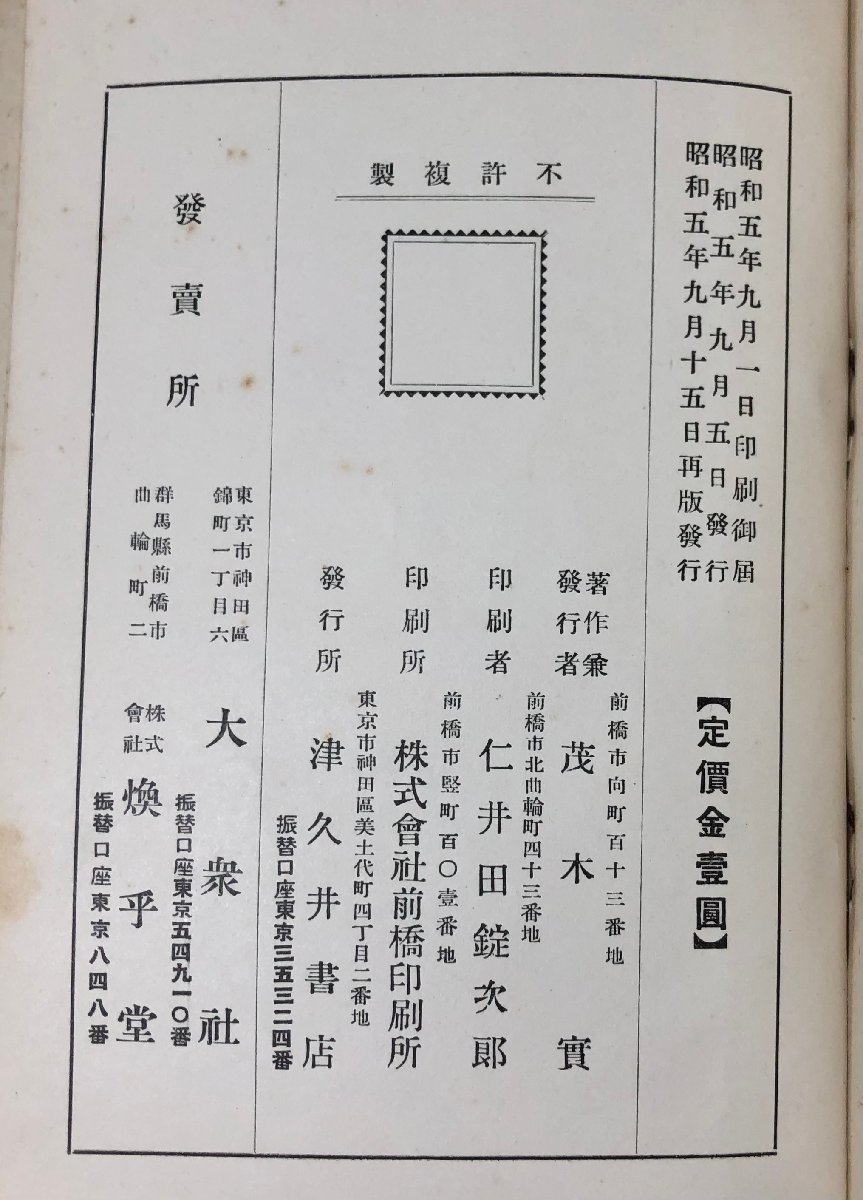 昭和五年九月一日印刷御屆
昭和五年九月五日發行
昭和五年九月十五日再版發行
【定價金壹圓】
不許複製
前橋市向町百十三番地
著作兼
發行者
茂木實
前橋市北曲輪町四十三番地
印刷者
仁井田錠次郎
前橋市竪町百〇壹番地
印刷所
株式會社前橋印刷所
東京市神田區美土代町四丁目二番地
發行所
津久井書店
振替口座東京三五三二四番
發賣所
東京市神田區
錦町一丁目六
大衆社
振替口座東京五四九一〇番
群馬縣前橋市
曲輪町二
株式
會社
煥乎堂
振替口座東京八四八番